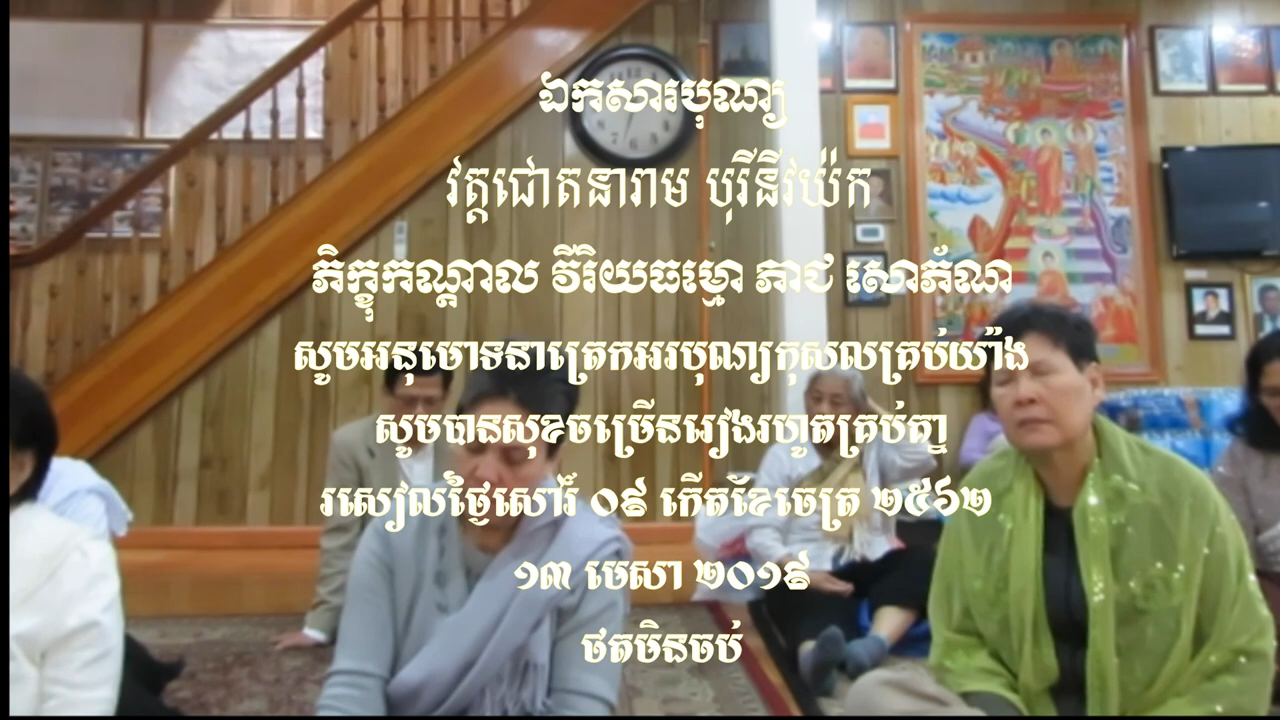 ឯកសារបុណ្យ
វត្តជោតនារាម បុរីនីវយ៉ក
ភិក្ខុកណ្ដាល វីរិយធម្មោ ភាជ សោភ័ណ
សូមអនុមោទនាត្រេកអរបុណ្យកុសលគ្រប់យ៉ាង
សូមបានសុខចម្រើនរៀងរហូតគ្រប់គ្នា
រសៀលថ្ងៃសៅរ៍ ០៩ កើតខែចេត្រ ២៥៦២
១៣ មេសា ២០១៩
ថតមិនចប់